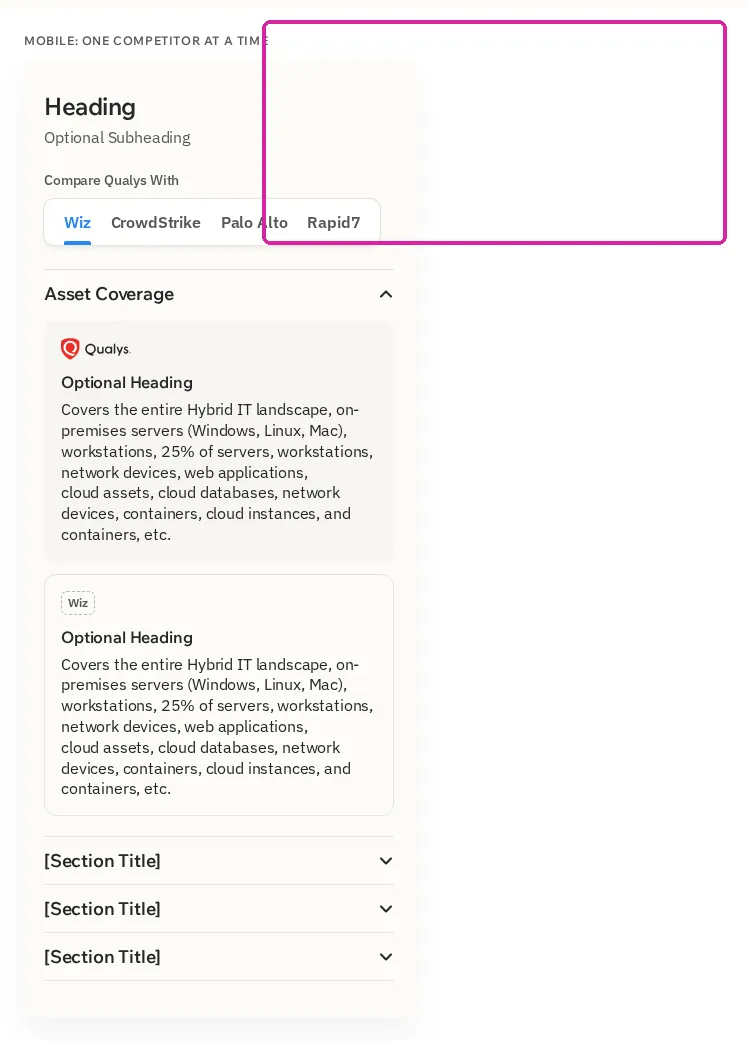 MOBILE: ONE COMPETITOR AT A TIME
Heading
Optional Subheading
Compare Qualys With
Wiz CrowdStrike Palo Alto Rapid7
Asset Coverage
Qualys.
Optional Heading
Covers the entire Hybrid IT landscape, on-
premises servers (Windows, Linux, Mac),
workstations, 25% of servers, workstations,
network devices, web applications,
cloud assets, cloud databases, network
devices, containers, cloud instances, and
containers, etc.
Wiz
Optional Heading
Covers the entire Hybrid IT landscape, on-
premises servers (Windows, Linux, Mac),
workstations, 25% of servers, workstations,
network devices, web applications,
cloud assets, cloud databases, network
devices, containers, cloud instances, and
containers, etc.
[Section Title]
[Section Title]
[Section Title]